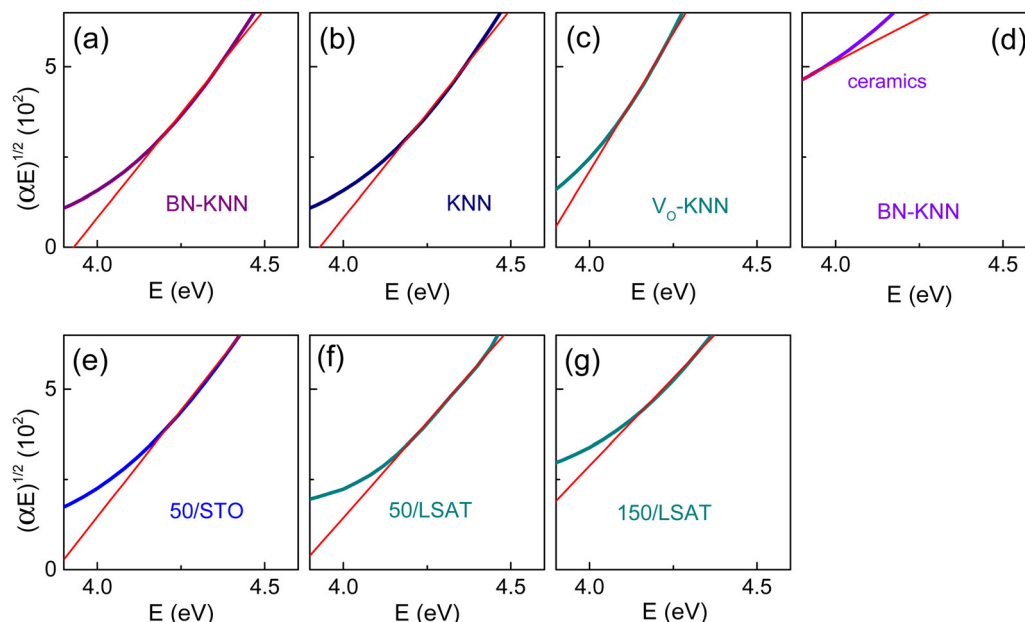 (a)
(b)
(c)
(d)
5
0
(αE)^1/2 (10^2)
BN-KNN
KNN
V_O-KNN
ceramics
BN-KNN
4.0 4.5
4.0 4.5
4.0 4.5
4.0 4.5
E (eV)
E (eV)
E (eV)
E (eV)
(e)
(f)
(g)
5
0
(αE)^1/2 (10^2)
50/STO
50/LSAT
150/LSAT
4.0 4.5
4.0 4.5
4.0 4.5
E (eV)
E (eV)
E (eV)